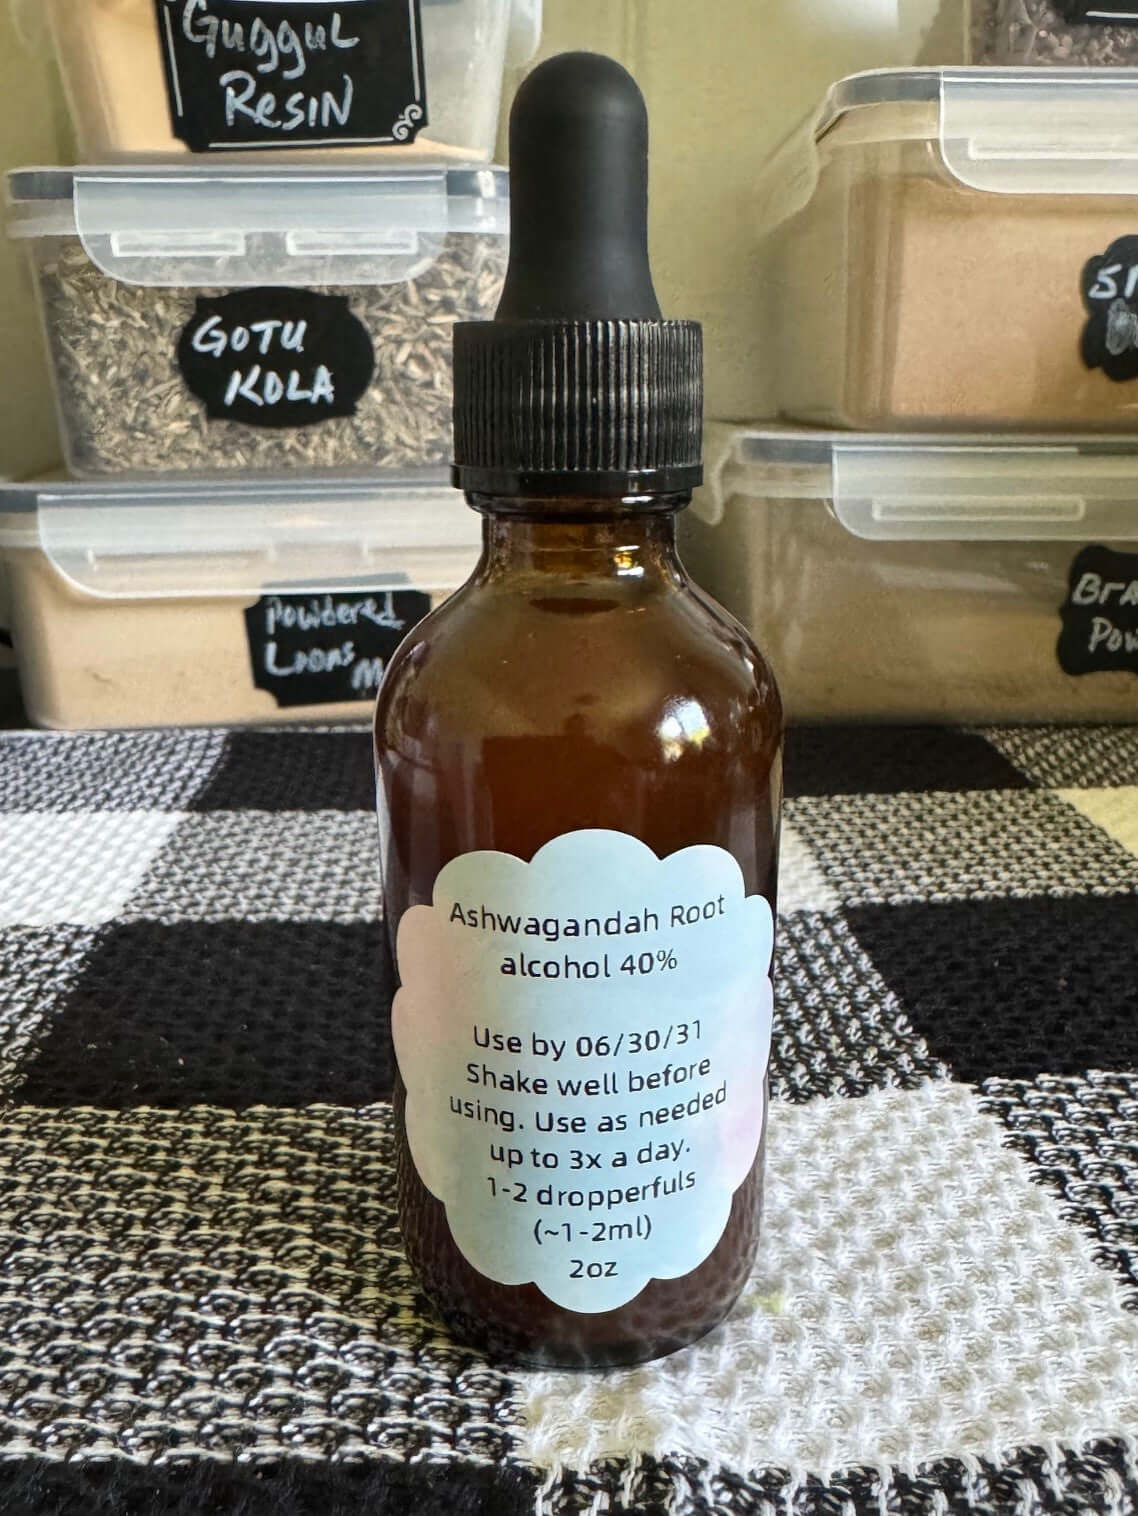 Guggul
Resin
GOTU
KOLA
Powdered
Lions
Ashwagandah Root
alcohol 40%
Use by 06/30/31
Shake well before
using. Use as needed
up to 3x a day.
1-2 dropperfuls
(~1-2ml)
2oz